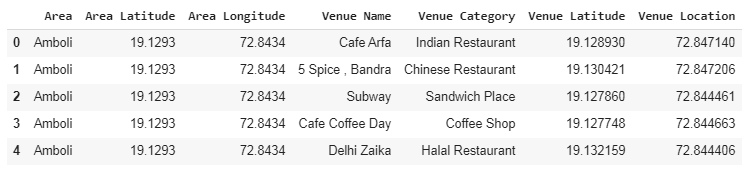 Area Area Latitude Area Longitude Venue Name Venue Category Venue Latitude Venue Location
0 Amboli 19.1293 72.8434 Cafe Arfa Indian Restaurant 19.128930 72.847140
1 Amboli 19.1293 72.8434 5 Spice , Bandra Chinese Restaurant 19.130421 72.847206
2 Amboli 19.1293 72.8434 Subway Sandwich Place 19.127860 72.844461
3 Amboli 19.1293 72.8434 Cafe Coffee Day Coffee Shop 19.127748 72.844663
4 Amboli 19.1293 72.8434 Delhi Zaika Halal Restaurant 19.132159 72.844406